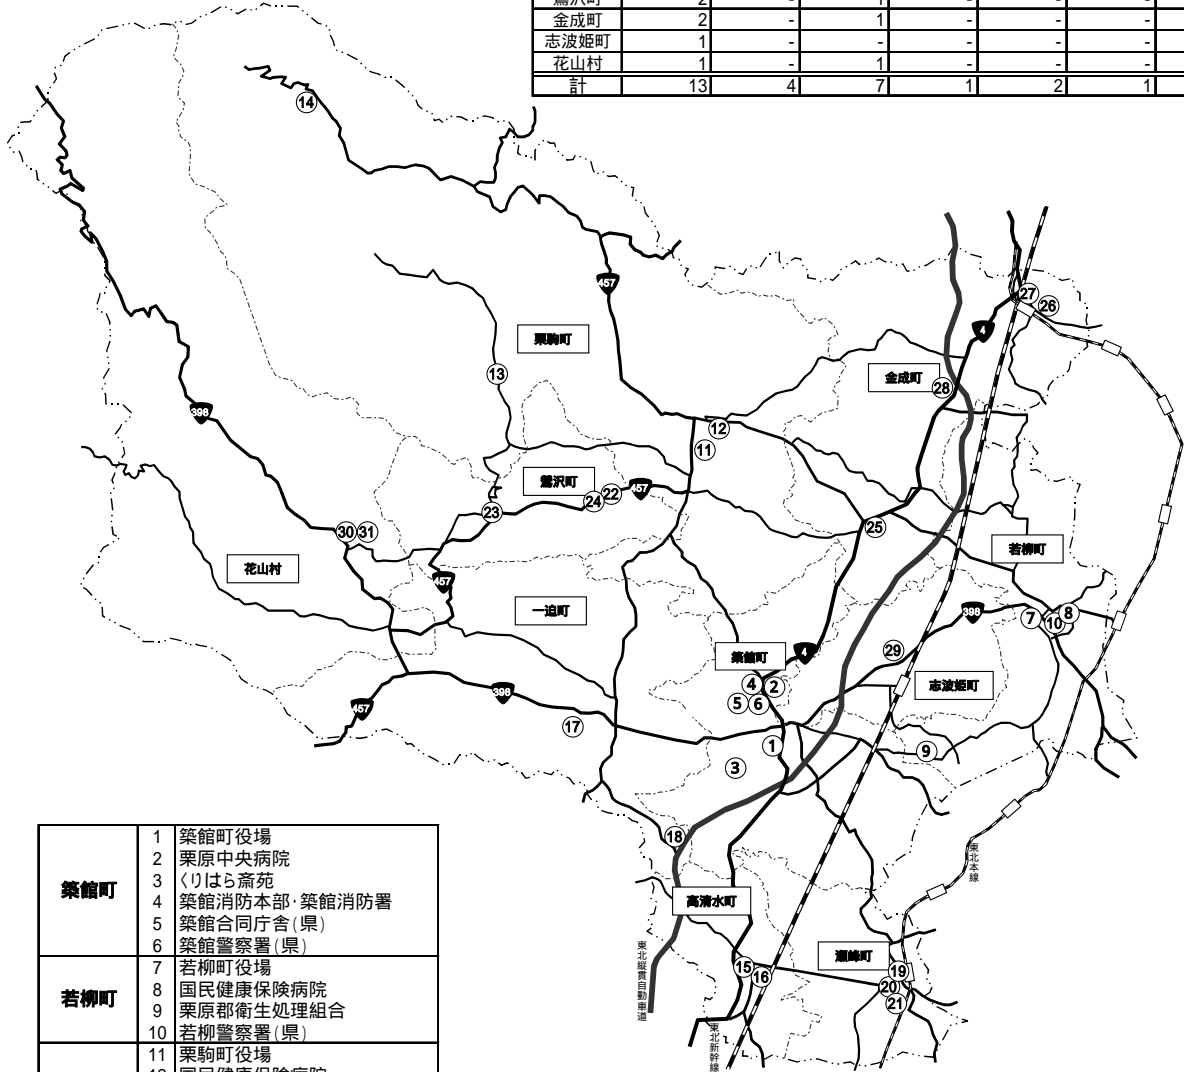 金成町 2 - 1 - - -
志波姫町 1 - - - - -
花山村 1 - 1 - - -
計 13 4 7 1 2 1
14
457
27
26
4
栗駒町
金成町
13
28
398
12
11
鶯沢町
24
22
457
23
25
30
31
若柳町
花山村
457
一迫町
398
7
10
8
築館町
4
29
4
2
5
6
志波姫町
457
398
17
1
9
3
18
東北本線
高清水町
東北縦貫自動車道
瀬峰町
15
16
19
20
21
東北新幹線
築館町
1 築館町役場
2 栗原中央病院
3 くりはら斎苑
4 築館消防本部・築館消防署
5 築館合同庁舎(県)
6 築館警察署(県)
若柳町
7 若柳町役場
8 国民健康保険病院
9 栗原郡衛生処理組合
10 若柳警察署(県)
11 栗駒町役場